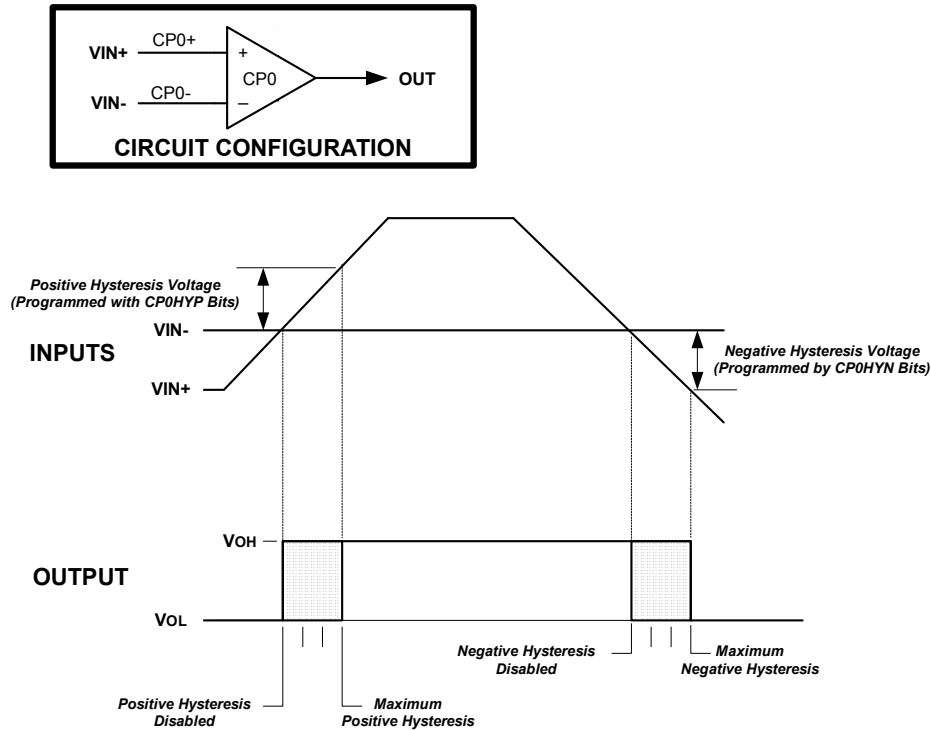 VIN+
CP0+
+
CP0
OUT
VIN-
CP0-
–
CIRCUIT CONFIGURATION
Positive Hysteresis Voltage
(Programmed with CP0HYP Bits)
VIN-
INPUTS
VIN+
Negative Hysteresis Voltage
(Programmed by CP0HYN Bits)
VOH
OUTPUT
VOL
Negative Hysteresis
Disabled
Maximum
Negative Hysteresis
Positive Hysteresis
Disabled
Maximum
Positive Hysteresis